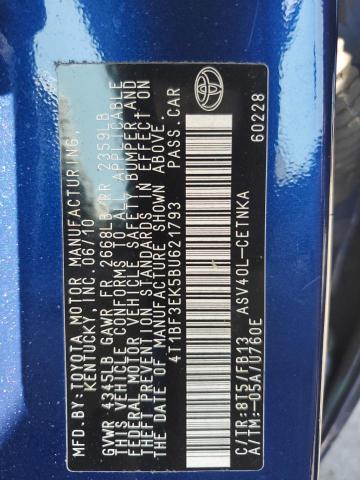 MFD. BY: TOYOTA MOTOR MANUFACTURING,
KENTUCKY, INC. 06/10
GVWR 4345LB GAWR FR 2668LB RR 2359LB
THIS VEHICLE CONFORMS TO ALL APPLICABLE
FEDERAL MOTOR VEHICLE SAFETY, BUMPER, AND
THEFT PREVENTION STANDARDS IN EFFECT ON
THE DATE OF MANUFACTURE SHOWN ABOVE.
4T1BF3EK5BU621793 PASS. CAR
C/TR:8T5/FB13 ASV40L-CETNKA
A/TM:-05A/U760E 60228